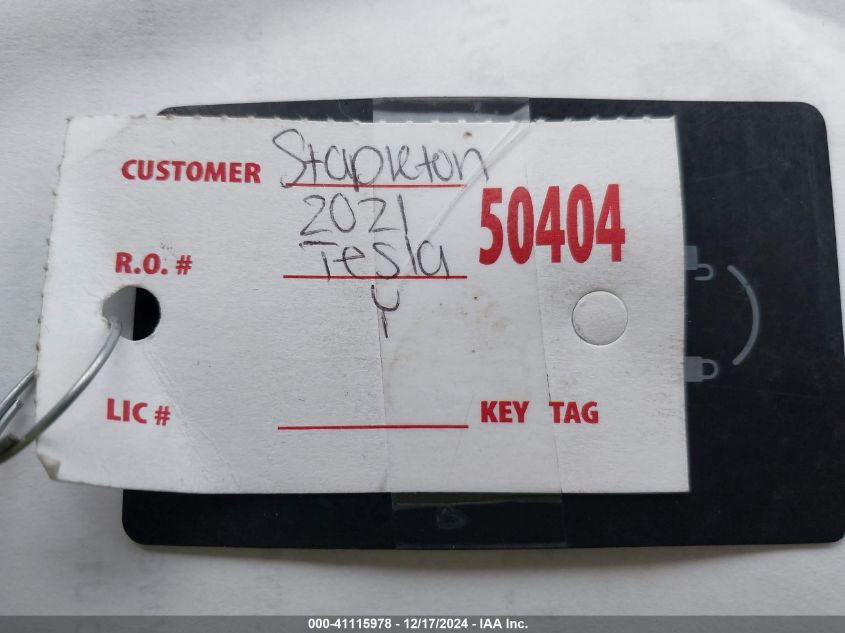 CUSTOMER Stapleton
2021
50404
R.O. # Tesla
Y
LIC #
KEY TAG
000-41115978 - 12/17/2024 - IAA Inc.